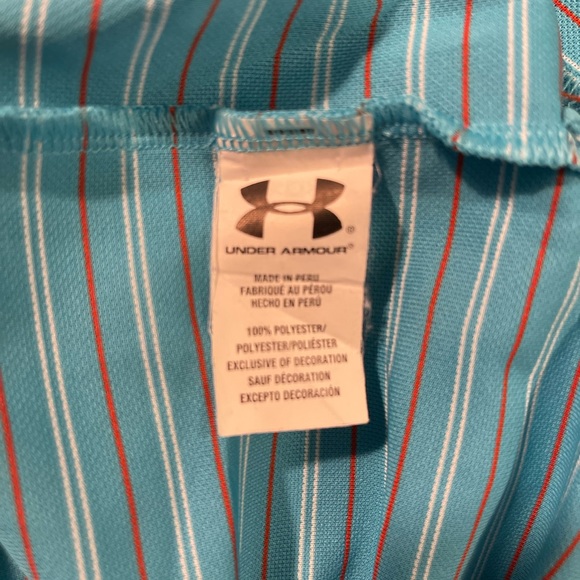 UNDER ARMOUR®
MADE IN PERU
FABRIQUÉ AU PÉROU
HECHO EN PERÚ
100% POLYESTER/
POLYESTER/POLIÉSTER
EXCLUSIVE OF DECORATION
SAUF DÉCORATION
EXCEPTO DECORACIÓN